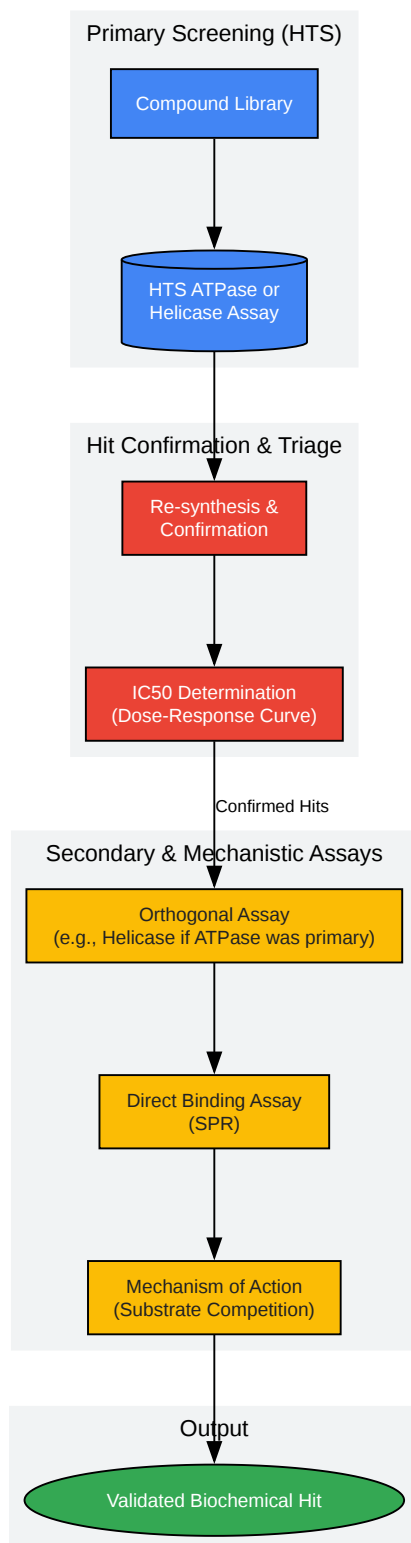 Primary Screening (HTS)
Compound Library
HTS ATPase or
Helicase Assay
Hit Confirmation & Triage
Re-synthesis &
Confirmation
IC50 Determination
(Dose-Response Curve)
Confirmed Hits
Secondary & Mechanistic Assays
Orthogonal Assay
(e.g., Helicase if ATPase was primary)
Direct Binding Assay
(SPR)
Mechanism of Action
(Substrate Competition)
Output
Validated Biochemical Hit